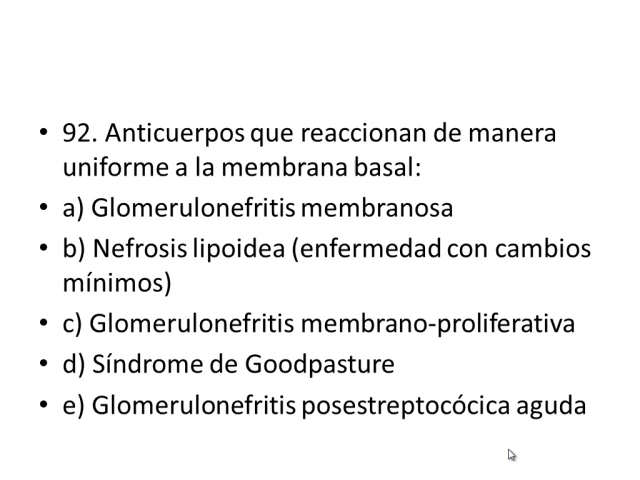 • 92. Anticuerpos que reaccionan de manera
uniforme a la membrana basal:
• a) Glomerulonefritis membranosa
• b) Nefrosis lipoidea (enfermedad con cambios
mínimos)
• c) Glomerulonefritis membrano-proliferativa
• d) Síndrome de Goodpasture
• e) Glomerulonefritis posestreptocócica aguda